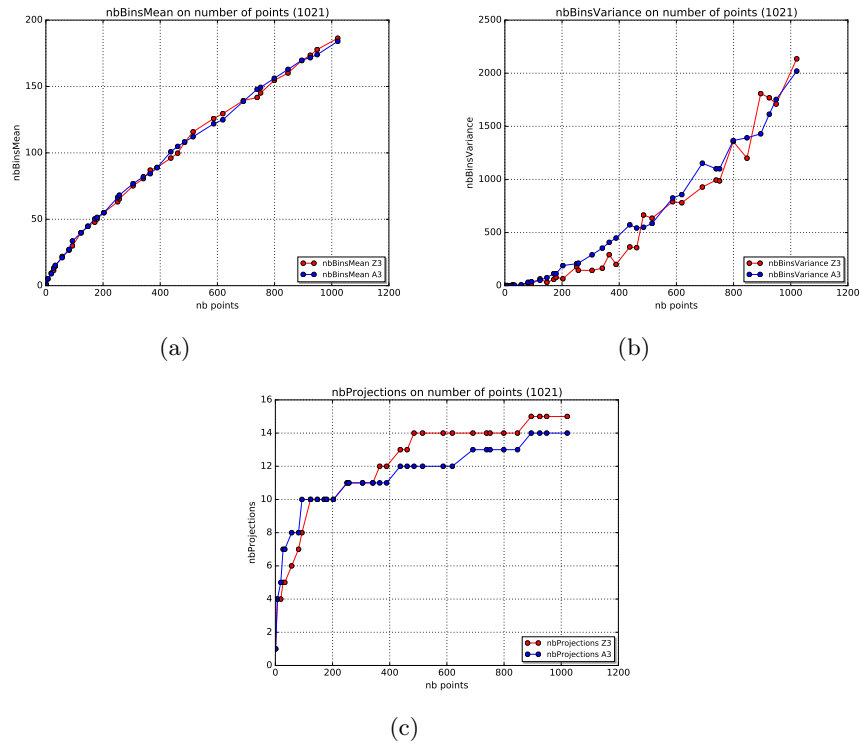 nbBinsMean on number of points (1021)
200
150
100
50
0
nbBinsMean
0 200 400 600 800 1000 1200
nb points
nbBinsMean Z3
nbBinsMean A3
(a)
nbBinsVariance on number of points (1021)
2500
2000
1500
1000
500
0
nbBinsVariance
0 200 400 600 800 1000 1200
nb points
nbBinsVariance Z3
nbBinsVariance A3
(b)
nbProjections on number of points (1021)
16
14
12
10
8
6
4
2
0
nbProjections
0 200 400 600 800 1000 1200
nb points
nbProjections Z3
nbProjections A3
(c)